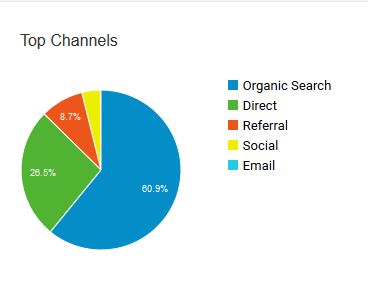 Top Channels
Organic Search
Direct
Referral
Social
Email
8.7%
26.5%
60.9%